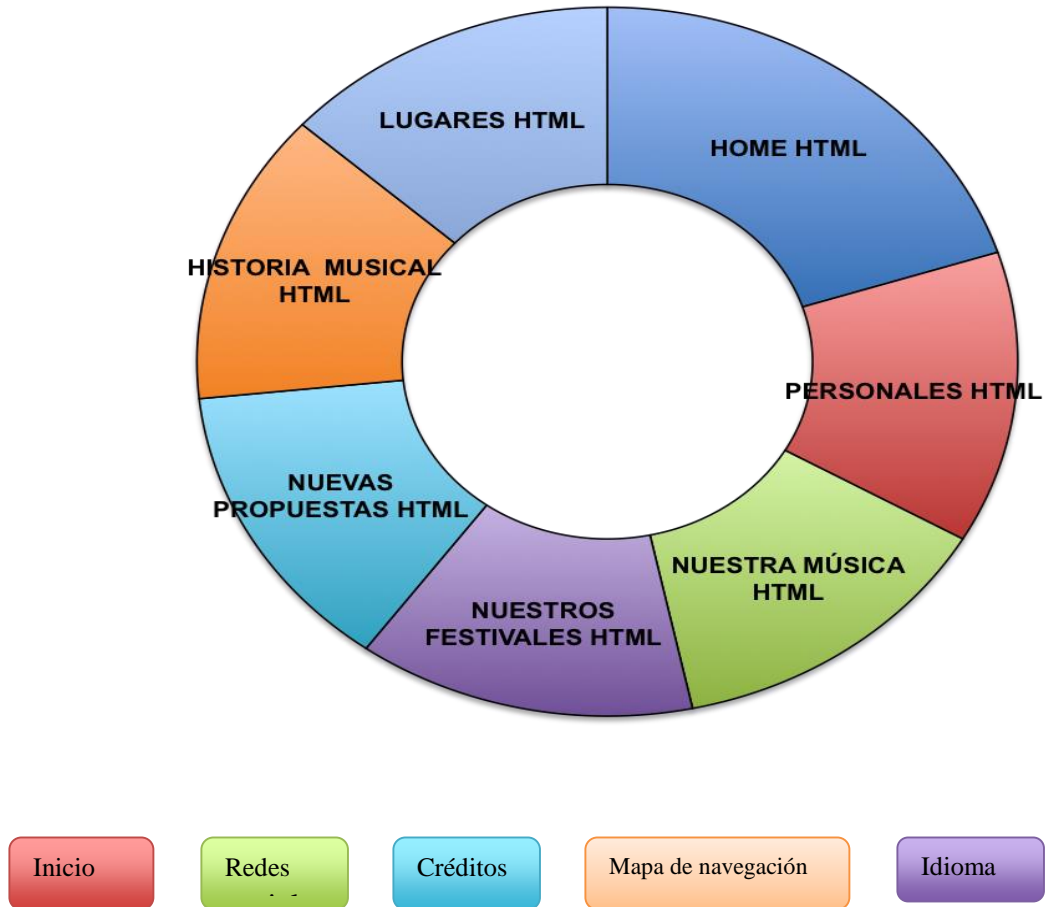 LUGARES HTML
HOME HTML
HISTORIA MUSICAL
HTML
PERSONALES HTML
NUEVAS
PROPUESTAS HTML
NUESTRA MÚSICA
HTML
NUESTROS
FESTIVALES HTML
Inicio
Redes
Créditos
Mapa de navegación
Idioma